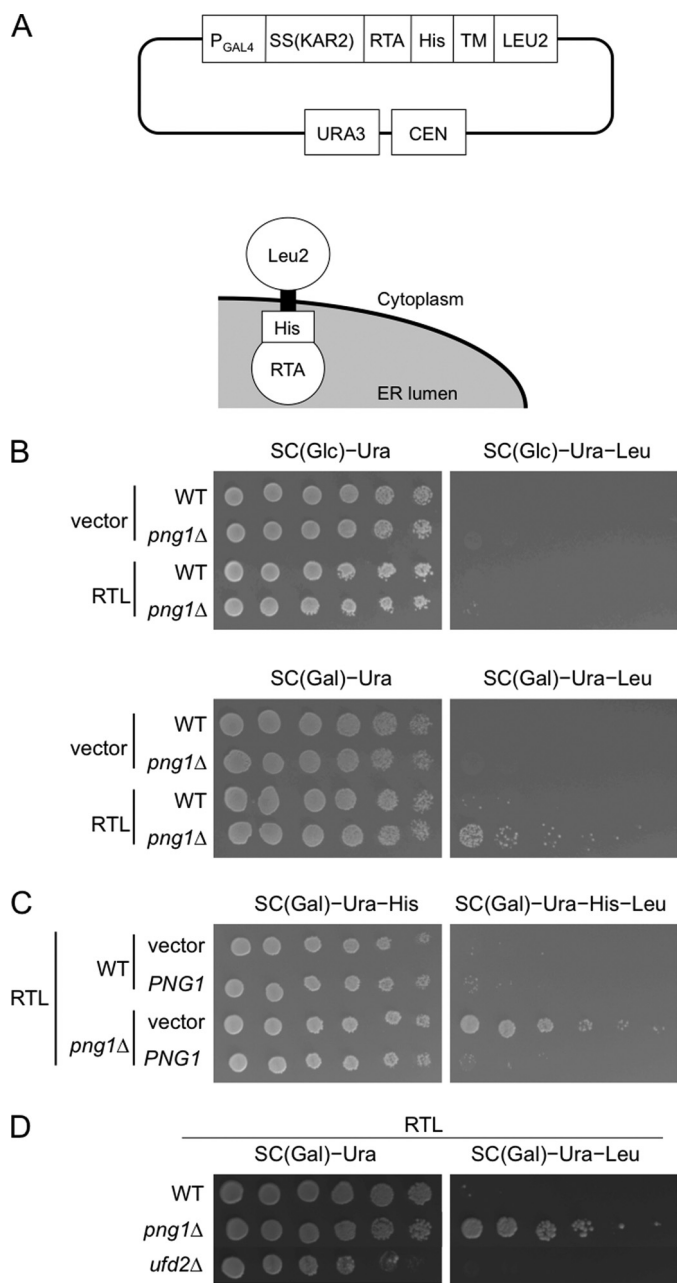 A
P GAL4 SS(KAR2) RTA His TM LEU2
URA3 CEN
Leu2
Cytoplasm
His
RTA
ER lumen
B
SC(Glc)−Ura SC(Glc)−Ura-Leu
vector WT
png1Δ
RTL WT
png1Δ
SC(Gal)−Ura SC(Gal)−Ura-Leu
vector WT
png1Δ
RTL WT
png1Δ
C
SC(Gal)−Ura-His SC(Gal)−Ura-His-Leu
RTL WT vector
PNG1
png1Δ vector
PNG1
D
RTL
SC(Gal)−Ura SC(Gal)−Ura-Leu
WT
png1Δ
ufd2Δ